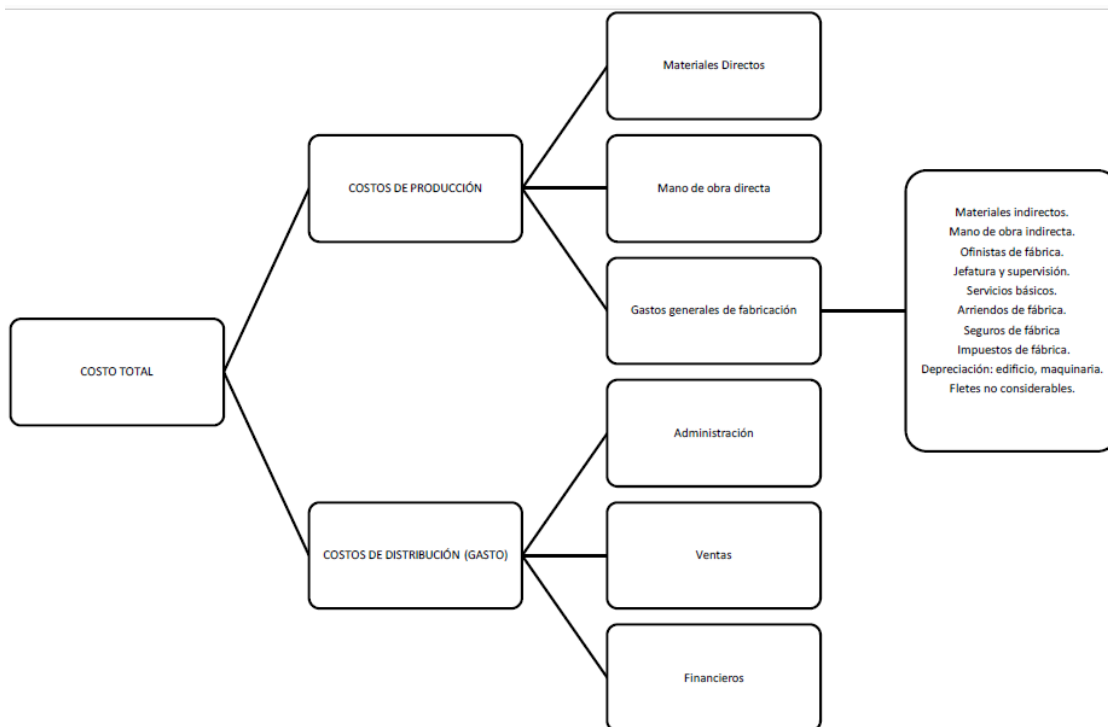 COSTO TOTAL
COSTOS DE PRODUCCIÓN
Materiales Directos
Mano de obra directa
Gastos generales de fabricación
Materiales indirectos.
Mano de obra indirecta.
Ofinistas de fábrica.
Jefatura y supervisión.
Servicios básicos.
Arriendos de fábrica.
Seguros de fábrica
Impuestos de fábrica.
Depreciación: edificio, maquinaria.
Fletes no considerables.
COSTOS DE DISTRIBUCIÓN (GASTO)
Administración
Ventas
Financieros